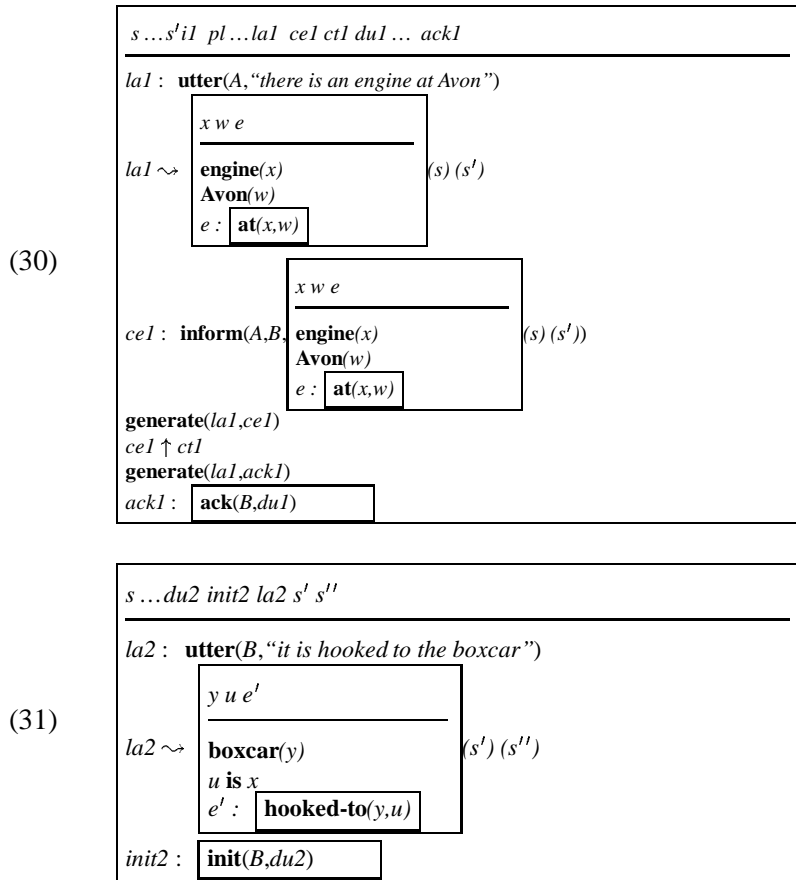 s …s′i1 pl …la1 ce1 ct1 du1 … ack1
la1 : utter(A,“there is an engine at Avon”)
x w e
la1 ⇝ engine(x) (s) (s′)
Avon(w)
e : at(x,w)
(30)
x w e
ce1 : inform(A,B, engine(x) (s) (s′))
Avon(w)
e : at(x,w)
generate(la1,ce1)
ce1 ↑ ct1
generate(la1,ack1)
ack1 : ack(B,du1)
s …du2 init2 la2 s′ s′′
la2 : utter(B,“it is hooked to the boxcar”)
y u e′
(31)
la2 ⇝ boxcar(y) (s′) (s′′)
u is x
e′ : hooked-to(y,u)
init2 : init(B,du2)